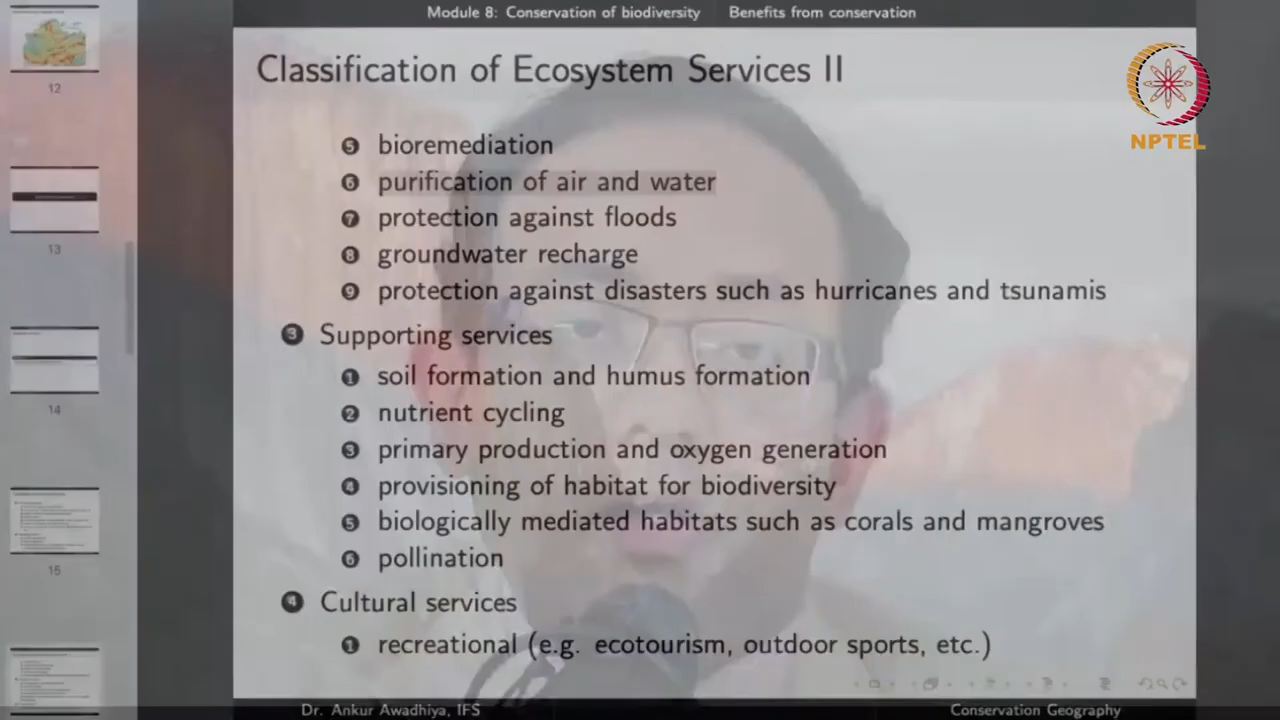 Module 8: Conservation of biodiversity Benefits from conservation
Classification of Ecosystem Services II
NPTEL
5 bioremediation
6 purification of air and water
7 protection against floods
8 groundwater recharge
9 protection against disasters such as hurricanes and tsunamis
3 Supporting services
1 soil formation and humus formation
2 nutrient cycling
3 primary production and oxygen generation
4 provisioning of habitat for biodiversity
5 biologically mediated habitats such as corals and mangroves
6 pollination
4 Cultural services
1 recreational (e.g. ecotourism, outdoor sports, etc.)
12
13
14
15
Dr. Ankur Awadhiya, IFS Conservation Geography